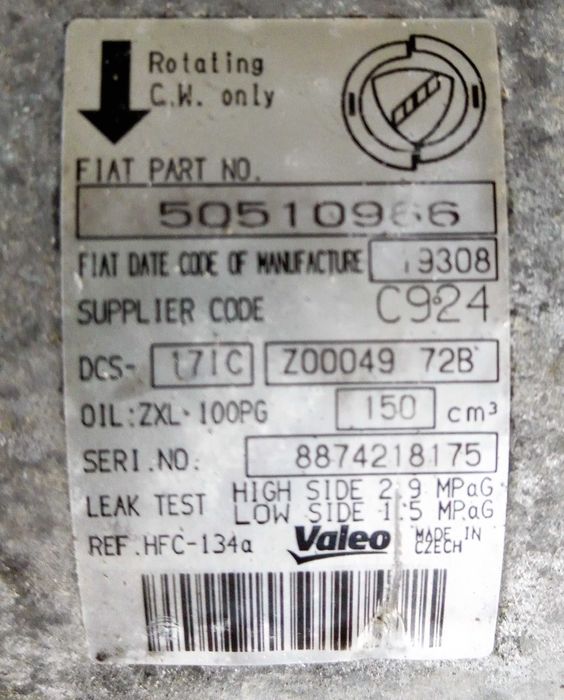 Rotating
C.W. only
FIAT PART NO.
50510966
FIAT DATE CODE OF MANUFACTURE 19308
SUPPLIER CODE C924
DCS- 171C Z00049 72B
OIL:ZXL 100PG 150 cm³
SERI.NO: 8874218175
LEAK TEST HIGH SIDE 2.9 MPaG
LOW SIDE 1.5 MPaG
REF.HFC-134a Valeo MADE IN
CZECH